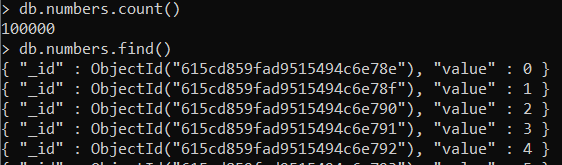 > db.numbers.count()
100000
> db.numbers.find()
{ "_id" : ObjectId("615cd859fad9515494c6e78e"), "value" : 0 }
{ "_id" : ObjectId("615cd859fad9515494c6e78f"), "value" : 1 }
{ "_id" : ObjectId("615cd859fad9515494c6e790"), "value" : 2 }
{ "_id" : ObjectId("615cd859fad9515494c6e791"), "value" : 3 }
{ "_id" : ObjectId("615cd859fad9515494c6e792"), "value" : 4 }